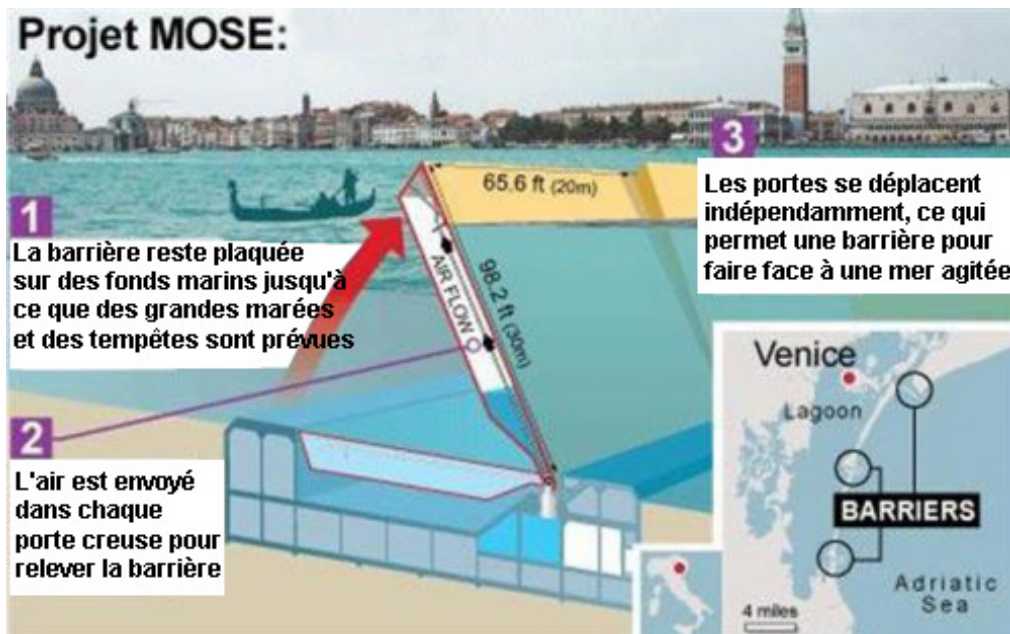 Projet MOSE:
1
La barrière reste plaquée
sur des fonds marins jusqu'à
ce que des grandes marées
et des tempêtes sont prévues
2
L'air est envoyé
dans chaque
porte creuse pour
relever la barrière
65.6 ft (20m)
AIR FLOW
98.2 ft (30m)
3
Les portes se déplacent
indépendamment, ce qui
permet une barrière pour
faire face à une mer agitée
Venice
Lagoon
BARRIERS
Adriatic
Sea
4 miles